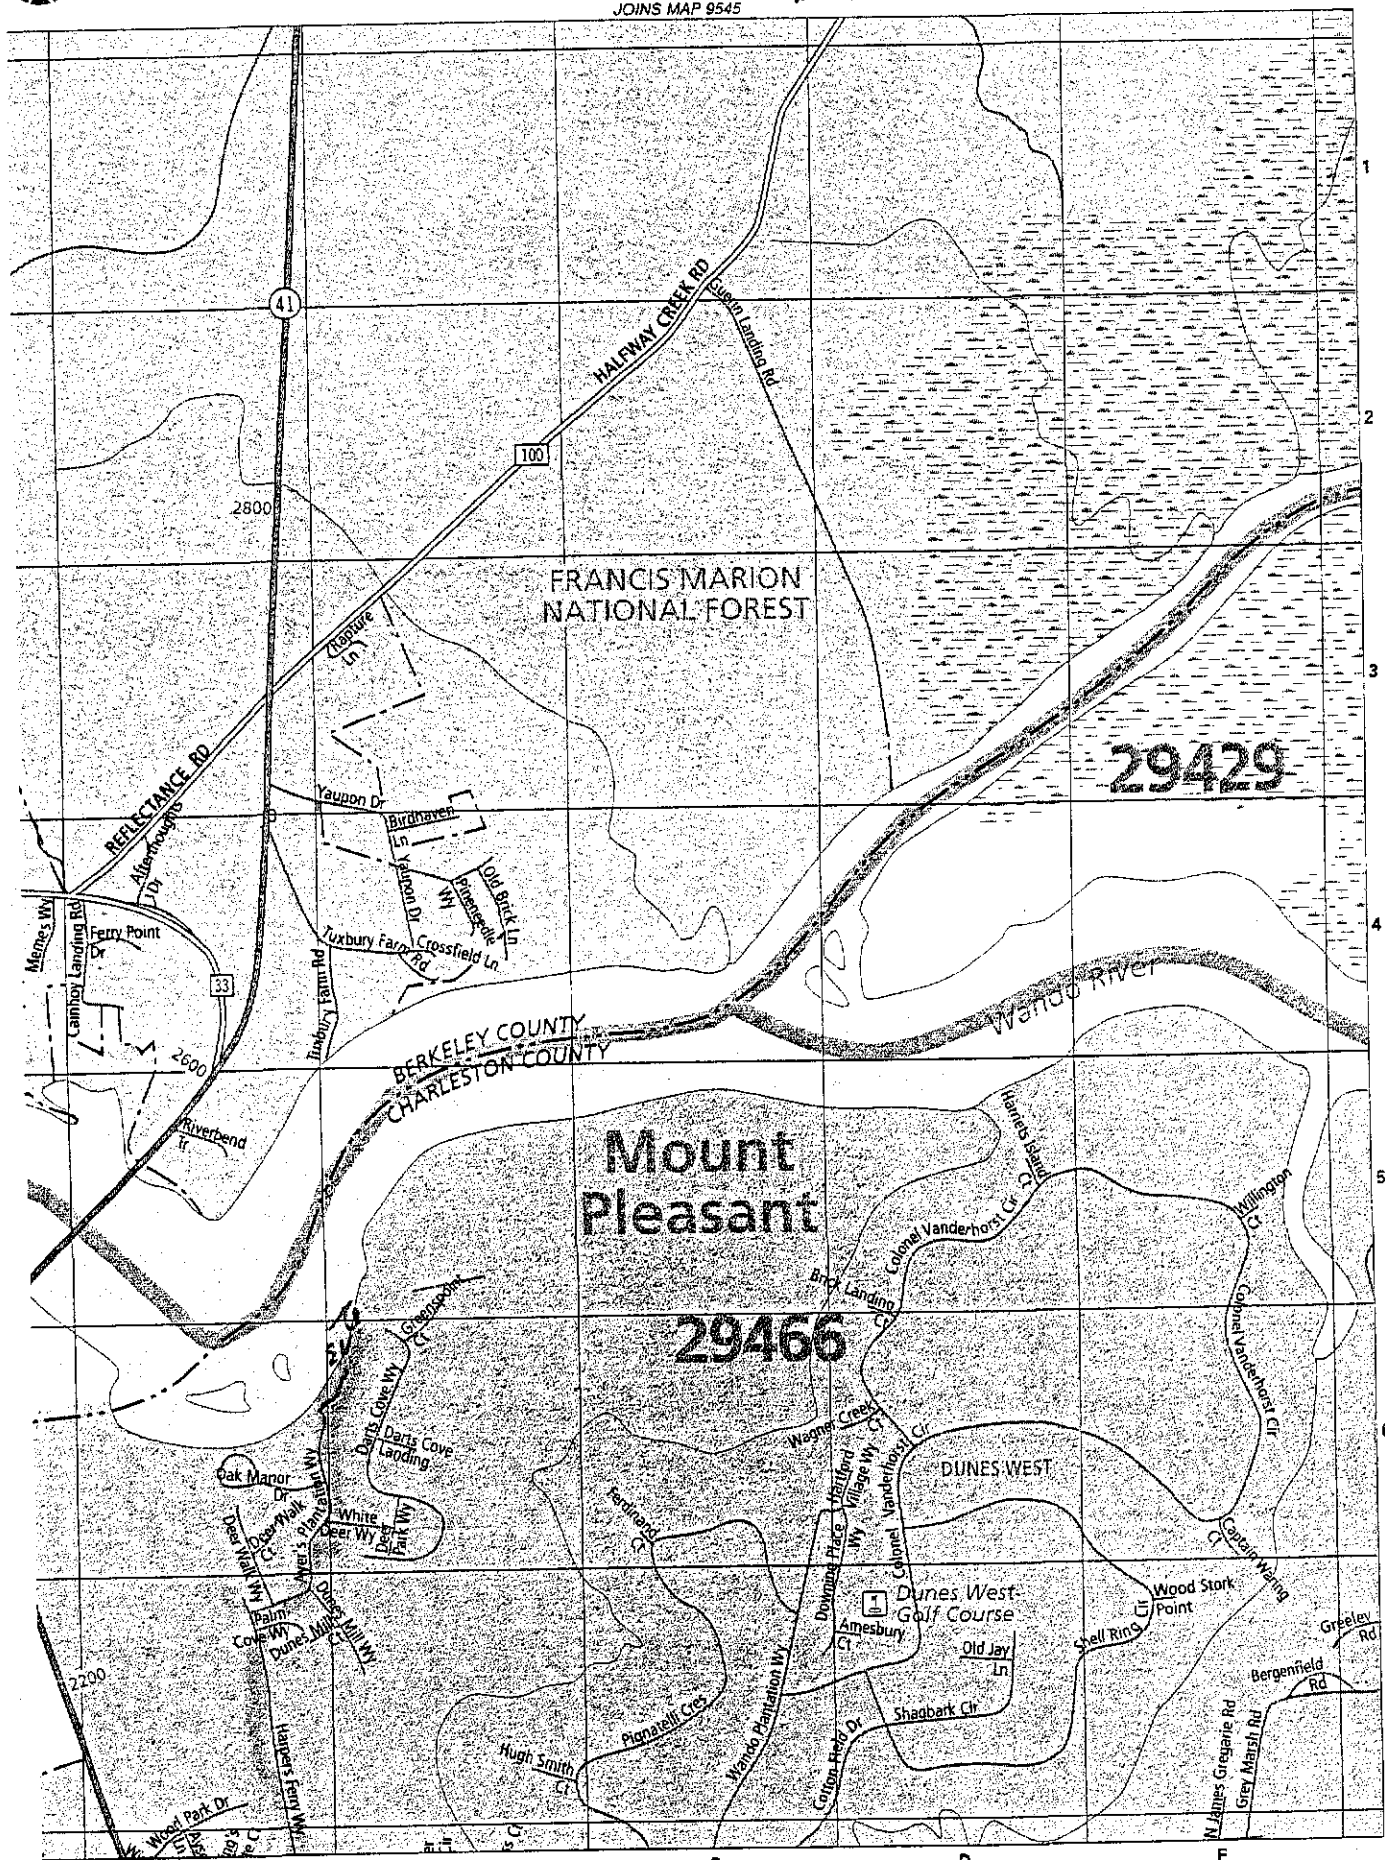 JOINS MAP 9545
1
41
HALFWAY CREEK RD
Guerin Landing Rd
2
100
2800
FRANCIS MARION
NATIONAL FOREST
Rapture
Ln
3
REFLECTANCE RD
29429
Yaupon Dr
Birdhaven
Ln
Afterthoughts
Dr
Yaupon Dr
Pineneedle
Wy
Old Brick Ln
Memes Wy
Cainhoy Landing Rd
Ferry Point
Dr
Tuxbury Farm Rd
Crossfield Ln
4
33
Tuxbury Farm Rd
Wando River
BERKELEY COUNTY
CHARLESTON COUNTY
2600
Riverbend
Tr
Mount
Pleasant
Harriets Island
Ct
5
Willington
Ct
Colonel Vanderhorst Cir
Brick Landing
Ct
Greenspoint
Ct
29466
Colonel Vanderhorst Cir
Darts Cove Wy
Darts Cove
Landing
Wagner Creek
Ct
Colonel Vanderhorst Cir
DUNES WEST
Oak Manor
Dr
Deer Walk
Ct
Deer Walk Wy
White
Deer Wy
Deer
Park Wy
Hartford
Village Wy
Ferdinand
Ct
Downing Place
Wy
Captain Waring
Ct
Dunes West
Golf Course
Wood Stork
Point
Palm
Cove Wy
Dunes Mill
Ct
Dunes Mill Wy
Amesbury
Ct
Old Jay
Ln
Shell Ring
Cir
Greeley
Rd
Bergenfield
Rd
2200
Pignatelli Cres
Wando Plantation Wy
Shagbark Cir
Cotton Field Dr
Hugh Smith
Ct
Harpers Ferry Wy
N James Gregarie Rd
Grey Marsh Rd
Wood Park Dr
D
E